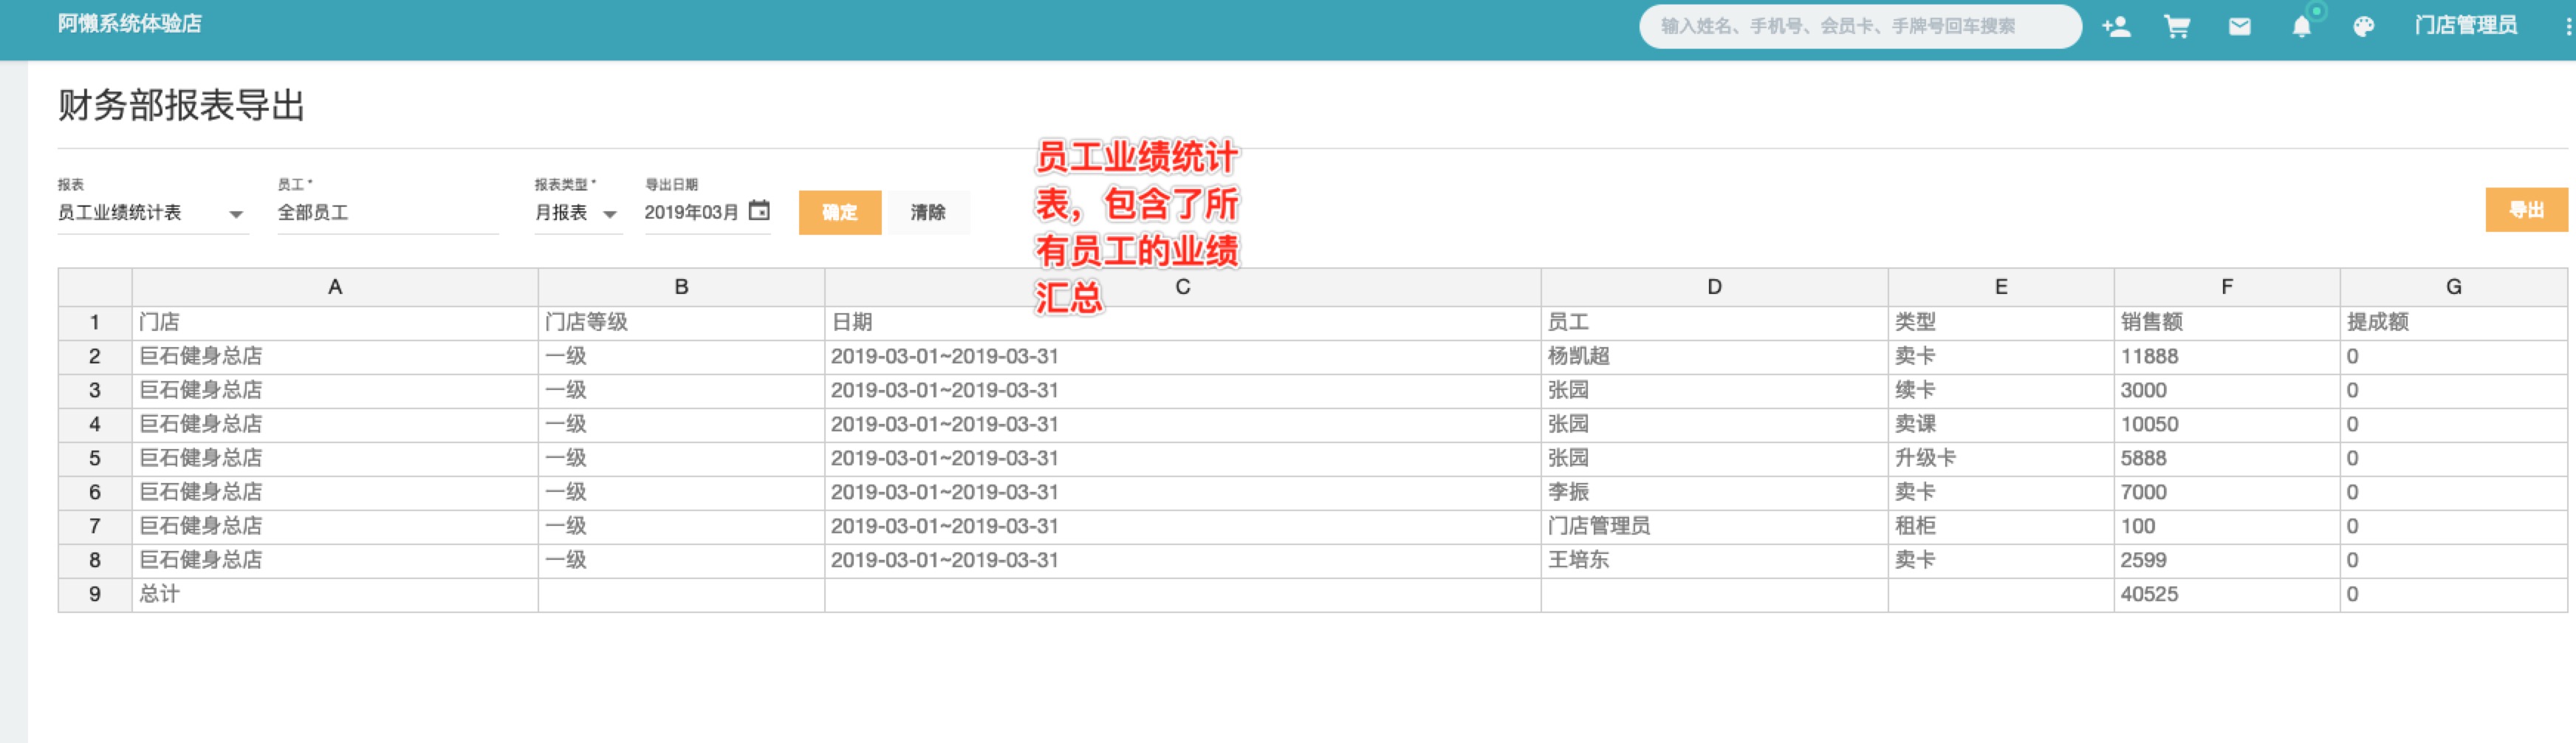 阿懒系统体验店
输入姓名、手机号、会员卡、手牌号回车搜索
门店管理员
财务部报表导出
员工业绩统计
表，包含了所
有员工的业绩
汇总
报表 员工* 报表类型* 导出日期
员工业绩统计表 全部员工 月报表 2019年03月 确定 清除 导出
A B C D E F G
1 门店 门店等级 日期 员工 类型 销售额 提成额
2 巨石健身总店 一级 2019-03-01~2019-03-31 杨凯超 卖卡 11888 0
3 巨石健身总店 一级 2019-03-01~2019-03-31 张园 续卡 3000 0
4 巨石健身总店 一级 2019-03-01~2019-03-31 张园 卖课 10050 0
5 巨石健身总店 一级 2019-03-01~2019-03-31 张园 升级卡 5888 0
6 巨石健身总店 一级 2019-03-01~2019-03-31 李振 卖卡 7000 0
7 巨石健身总店 一级 2019-03-01~2019-03-31 门店管理员 租柜 100 0
8 巨石健身总店 一级 2019-03-01~2019-03-31 王培东 卖卡 2599 0
9 总计 40525 0